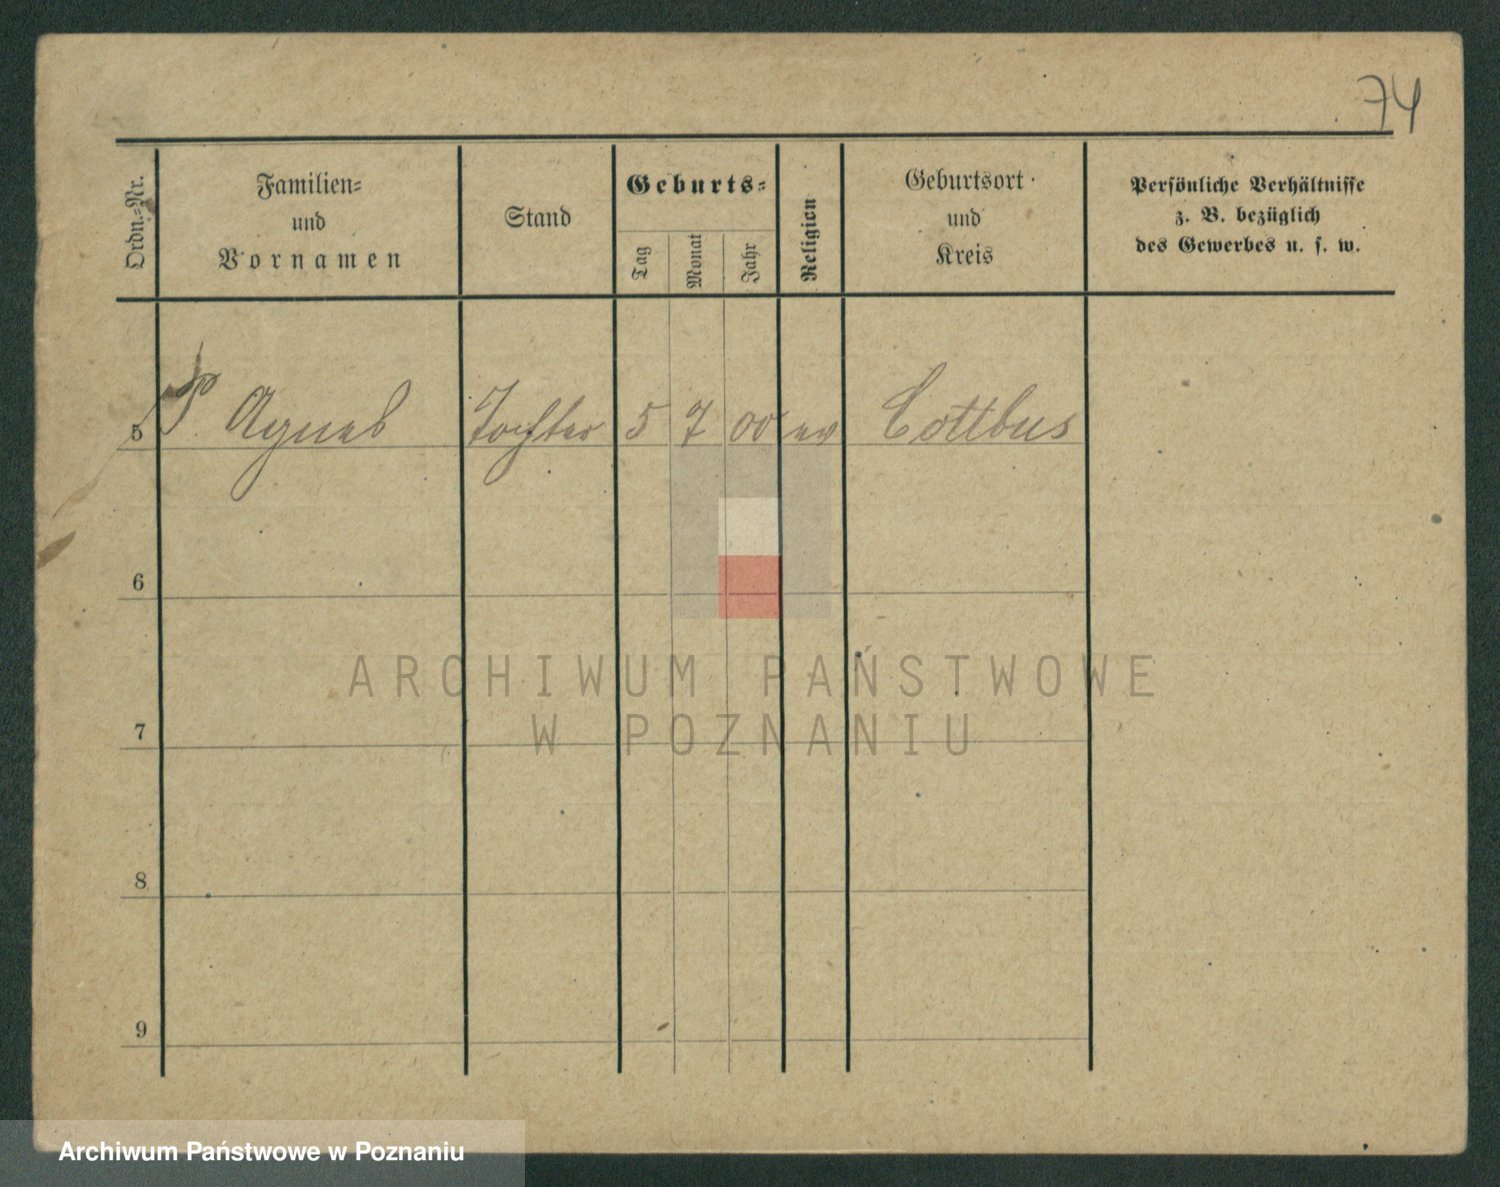 74
Ordn.-Nr.
Familien-
und
Vornamen
Stand
Geburts-
Tag
Monat
Jahr
Religion
Geburtsort
und
Kreis
Persönliche Verhältnisse
z. B. bezüglich
des Gewerbes u. s. w.
5 Agnes Tochter 5 7 00 ev Cottbus
6
7
8
9
ARCHIWUM PAŃSTWOWE
W POZNANIU
Archiwum Państwowe w Poznaniu